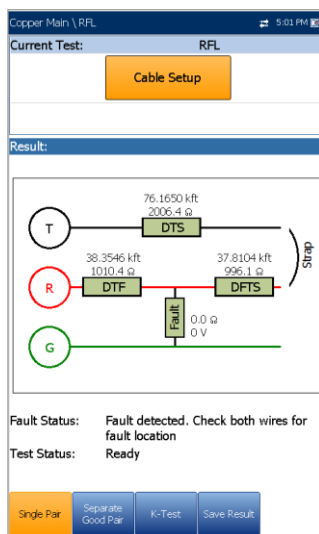 Copper Main \ RFL 5:01 PM
Current Test: RFL
Cable Setup
Result:
76.1650 kft
2006.4 Ω
T DTS
Strap
38.3546 kft 37.8104 kft
1010.4 Ω 996.1 Ω
R DTF DFTS
Fault
0.0 Ω
0 V
G
Fault Status: Fault detected. Check both wires for
fault location
Test Status: Ready
Single Pair Separate Good Pair K-Test Save Result